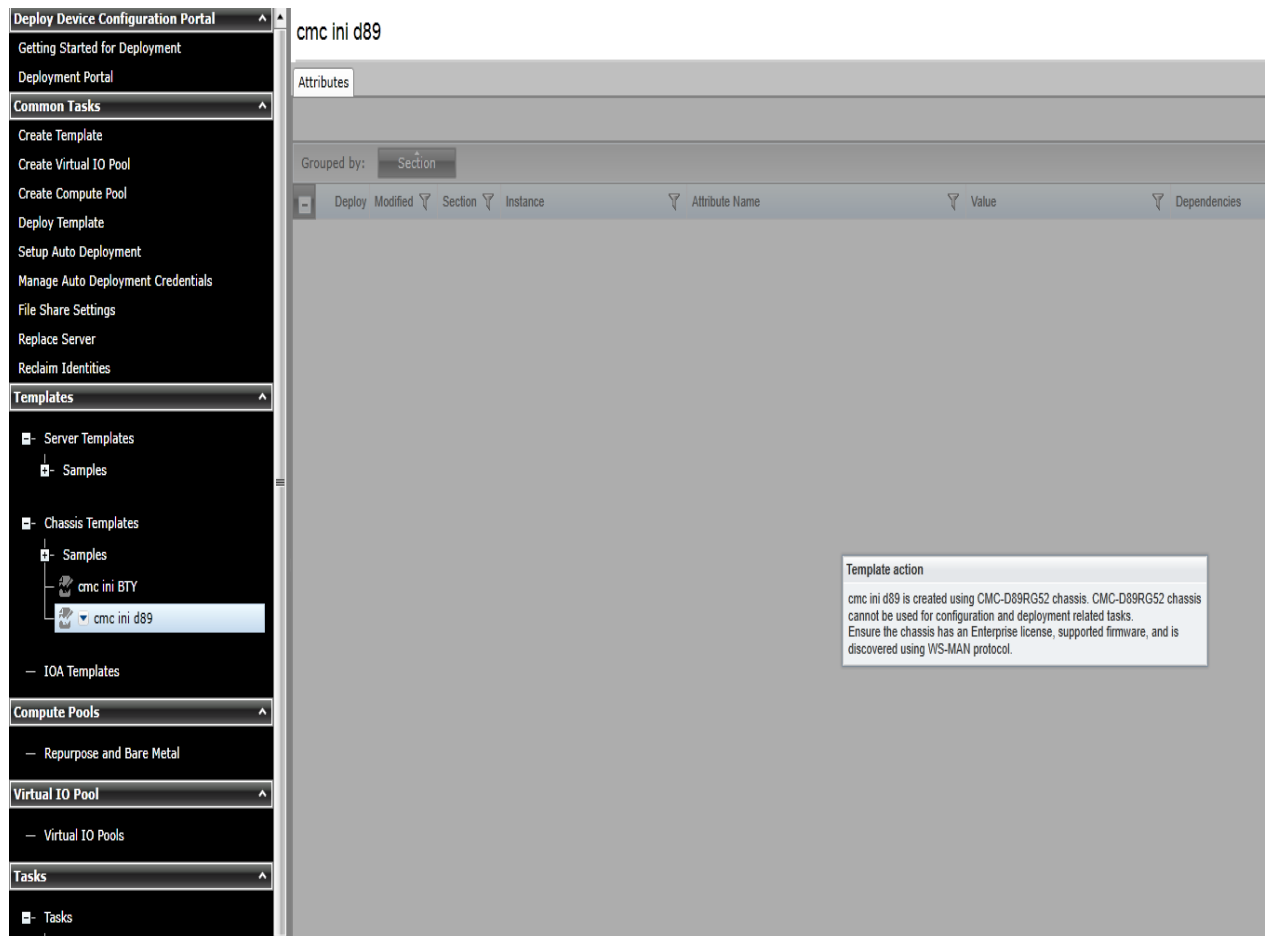 Deploy Device Configuration Portal
Getting Started for Deployment
Deployment Portal
Common Tasks
Create Template
Create Virtual IO Pool
Create Compute Pool
Deploy Template
Setup Auto Deployment
Manage Auto Deployment Credentials
File Share Settings
Replace Server
Reclaim Identities
Templates
Server Templates
Samples
Chassis Templates
Samples
cmc ini BTY
cmc ini d89
IOA Templates
Compute Pools
Repurpose and Bare Metal
Virtual IO Pool
Virtual IO Pools
Tasks
Tasks
cmc ini d89
Attributes
Grouped by: Section
Deploy Modified Section Instance Attribute Name Value Dependencies
Template action
cmc ini d89 is created using CMC-D89RG52 chassis. CMC-D89RG52 chassis
cannot be used for configuration and deployment related tasks.
Ensure the chassis has an Enterprise license, supported firmware, and is
discovered using WS-MAN protocol.